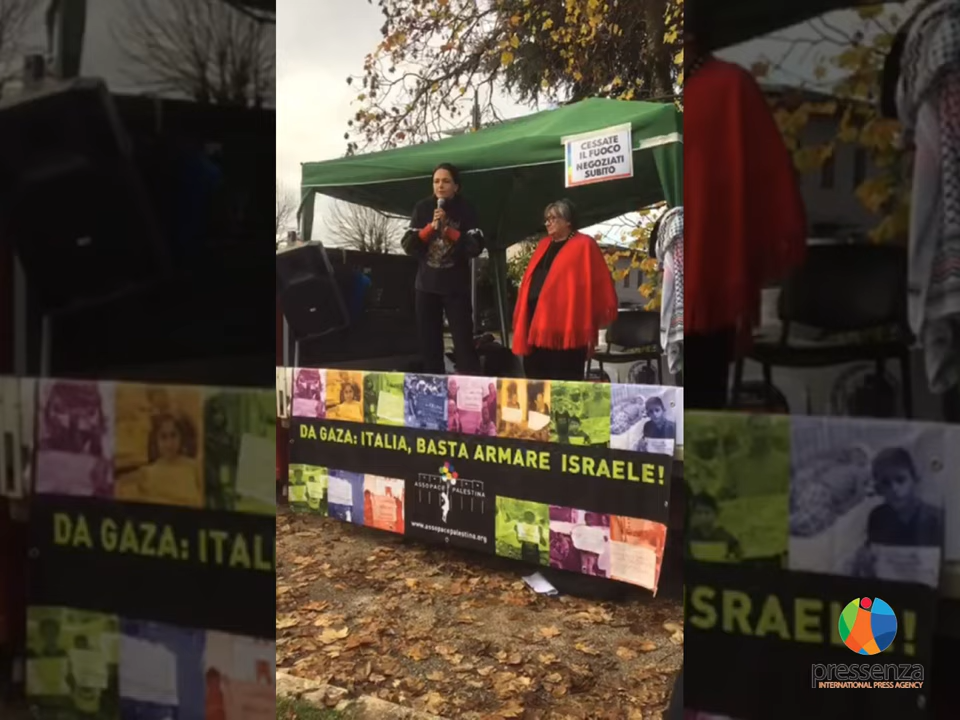 CESSATE
IL FUOCO
NEGOZIATI
SUBITO
DA GAZA: ITALIA, BASTA ARMARE ISRAELE!
ASSOPACE PALESTINA
www.assopacepalestina.org
DA GAZA: ITAL
SRAELE!
pressenza
INTERNATIONAL PRESS AGENCY